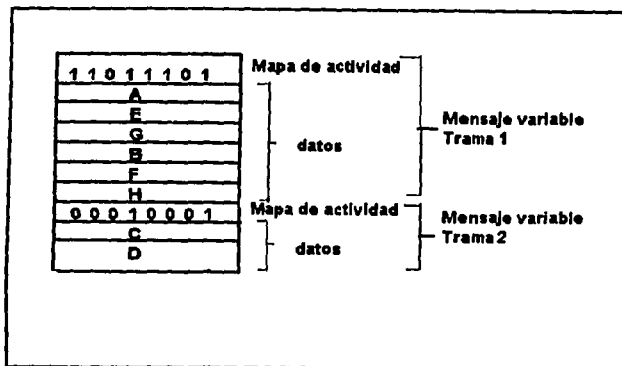 1 1 0 1 1 1 0 1
Mapa de actividad
A
E
G
B
F
H
datos
Mensaje variable
Trama 1
0 0 0 1 0 0 0 1
Mapa de actividad
C
D
datos
Mensaje variable
Trama 2